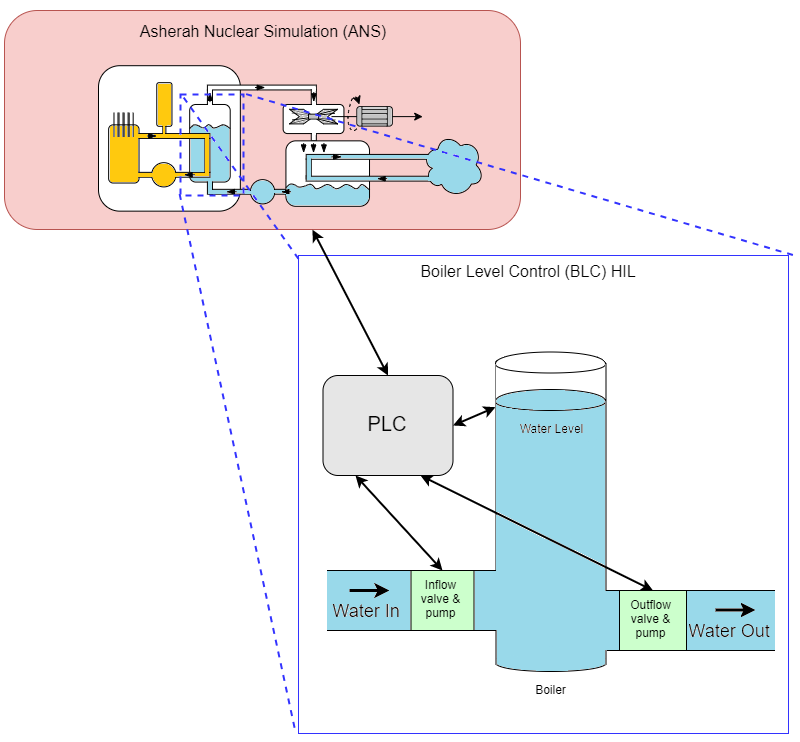 Asherah Nuclear Simulation (ANS)
Boiler Level Control (BLC) HIL
PLC
Water Level
Inflow
valve &
pump
Water In
Outflow
valve &
pump
Water Out
Boiler